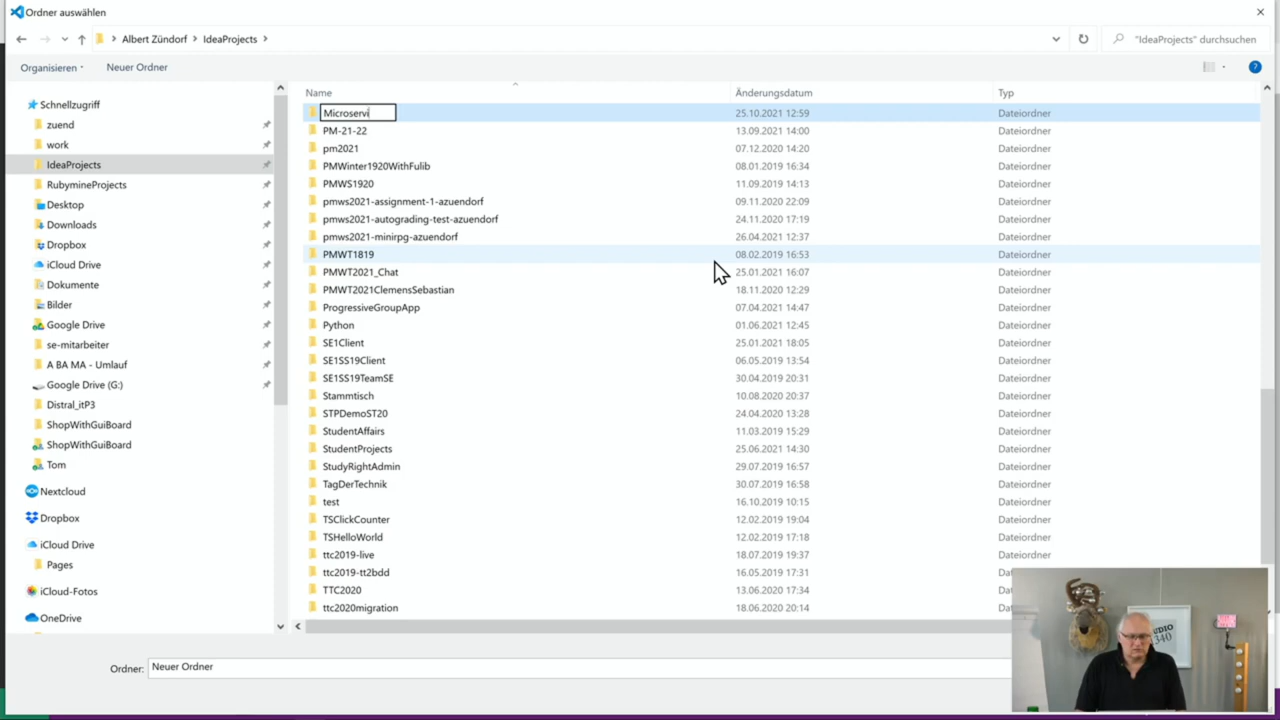 Ordner auswählen
Albert Zündorf
IdeaProjects
"IdeaProjects" durchsuchen
Organisieren
Neuer Ordner
?
Name
Änderungsdatum
Typ
Microservi 25.10.2021 12:59 Dateiordner
PM-21-22 13.09.2021 14:00 Dateiordner
pm2021 07.12.2020 14:20 Dateiordner
PMWinter1920WithFulib 08.01.2019 16:34 Dateiordner
PMWS1920 11.09.2019 14:13 Dateiordner
pmws2021-assignment-1-azuendorf 09.11.2020 22:09 Dateiordner
pmws2021-autograding-test-azuendorf 24.11.2020 17:19 Dateiordner
pmws2021-minirpg-azuendorf 26.04.2021 12:37 Dateiordner
PMWT1819 08.02.2019 16:53 Dateiordner
PMWT2021_Chat 25.01.2021 16:07 Dateiordner
PMWT2021ClemensSebastian 18.11.2020 12:29 Dateiordner
ProgressiveGroupApp 07.04.2021 14:47 Dateiordner
Python 01.06.2021 12:45 Dateiordner
SE1Client 25.01.2021 18:05 Dateiordner
SE1SS19Client 06.05.2019 13:54 Dateiordner
SE1SS19TeamSE 30.04.2019 20:31 Dateiordner
Stammtisch 10.08.2020 20:37 Dateiordner
STPDemoST20 24.04.2020 13:28 Dateiordner
StudentAffairs 11.03.2019 15:29 Dateiordner
StudentProjects 25.06.2021 14:30 Dateiordner
StudyRightAdmin 29.07.2019 16:57 Dateiordner
TagDerTechnik 30.07.2019 16:58 Dateiordner
test 16.10.2019 10:15 Dateiordner
TSClickCounter 12.02.2019 19:04 Dateiordner
TSHelloWorld 12.02.2019 17:18 Dateiordner
ttc2019-live 18.07.2019 19:37 Dateiordner
ttc2019-tt2bdd 16.05.2019 17:31 Dateiordner
TTC2020 13.06.2020 17:34
ttc2020migration 18.06.2020 20:14
Schnellzugriff
zuend
work
IdeaProjects
RubymineProjects
Desktop
Downloads
Dropbox
iCloud Drive
Dokumente
Bilder
Google Drive
se-mitarbeiter
A BA MA - Umlauf
Google Drive (G:)
Distral_itP3
ShopWithGuiBoard
ShopWithGuiBoard
Tom
Nextcloud
Dropbox
iCloud Drive
Pages
iCloud-Fotos
OneDrive
Ordner: Neuer Ordner
340